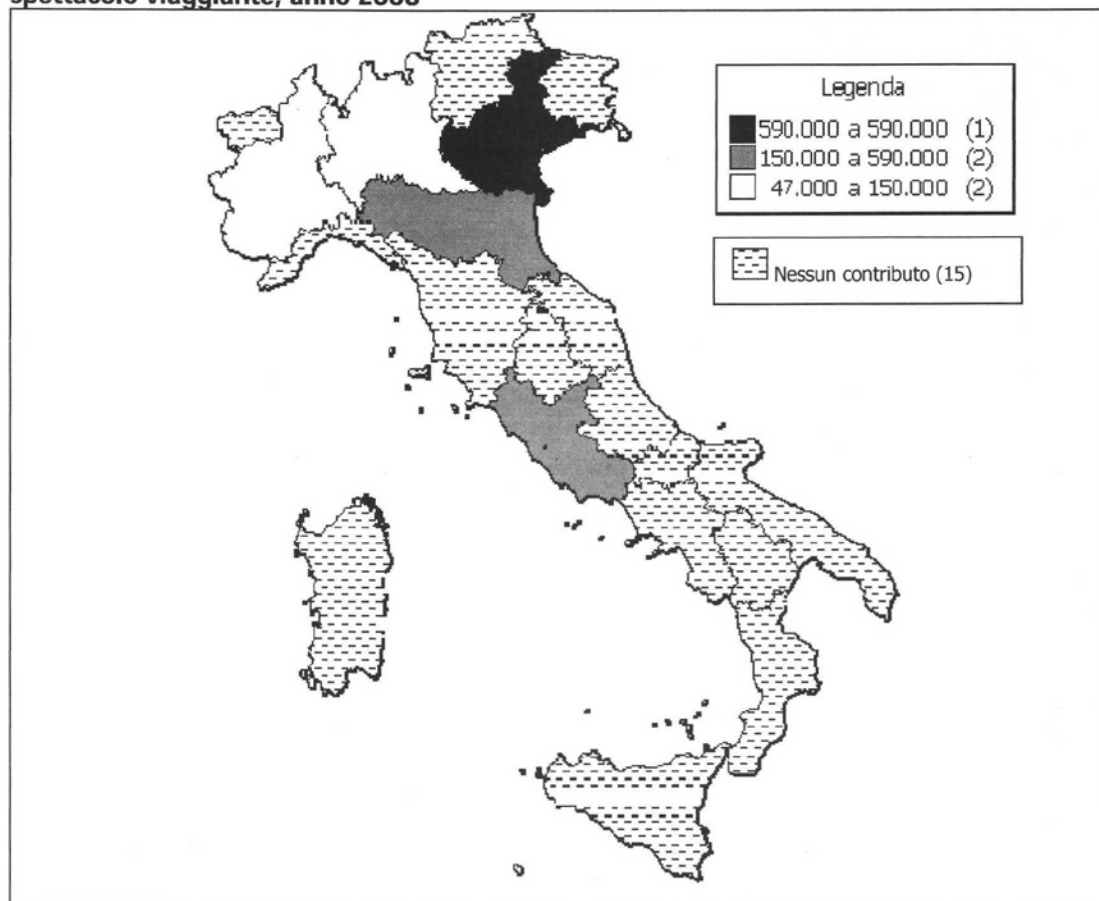 Legenda
590.000 a 590.000 (1)
150.000 a 590.000 (2)
47.000 a 150.000 (2)
Nessun contributo (15)